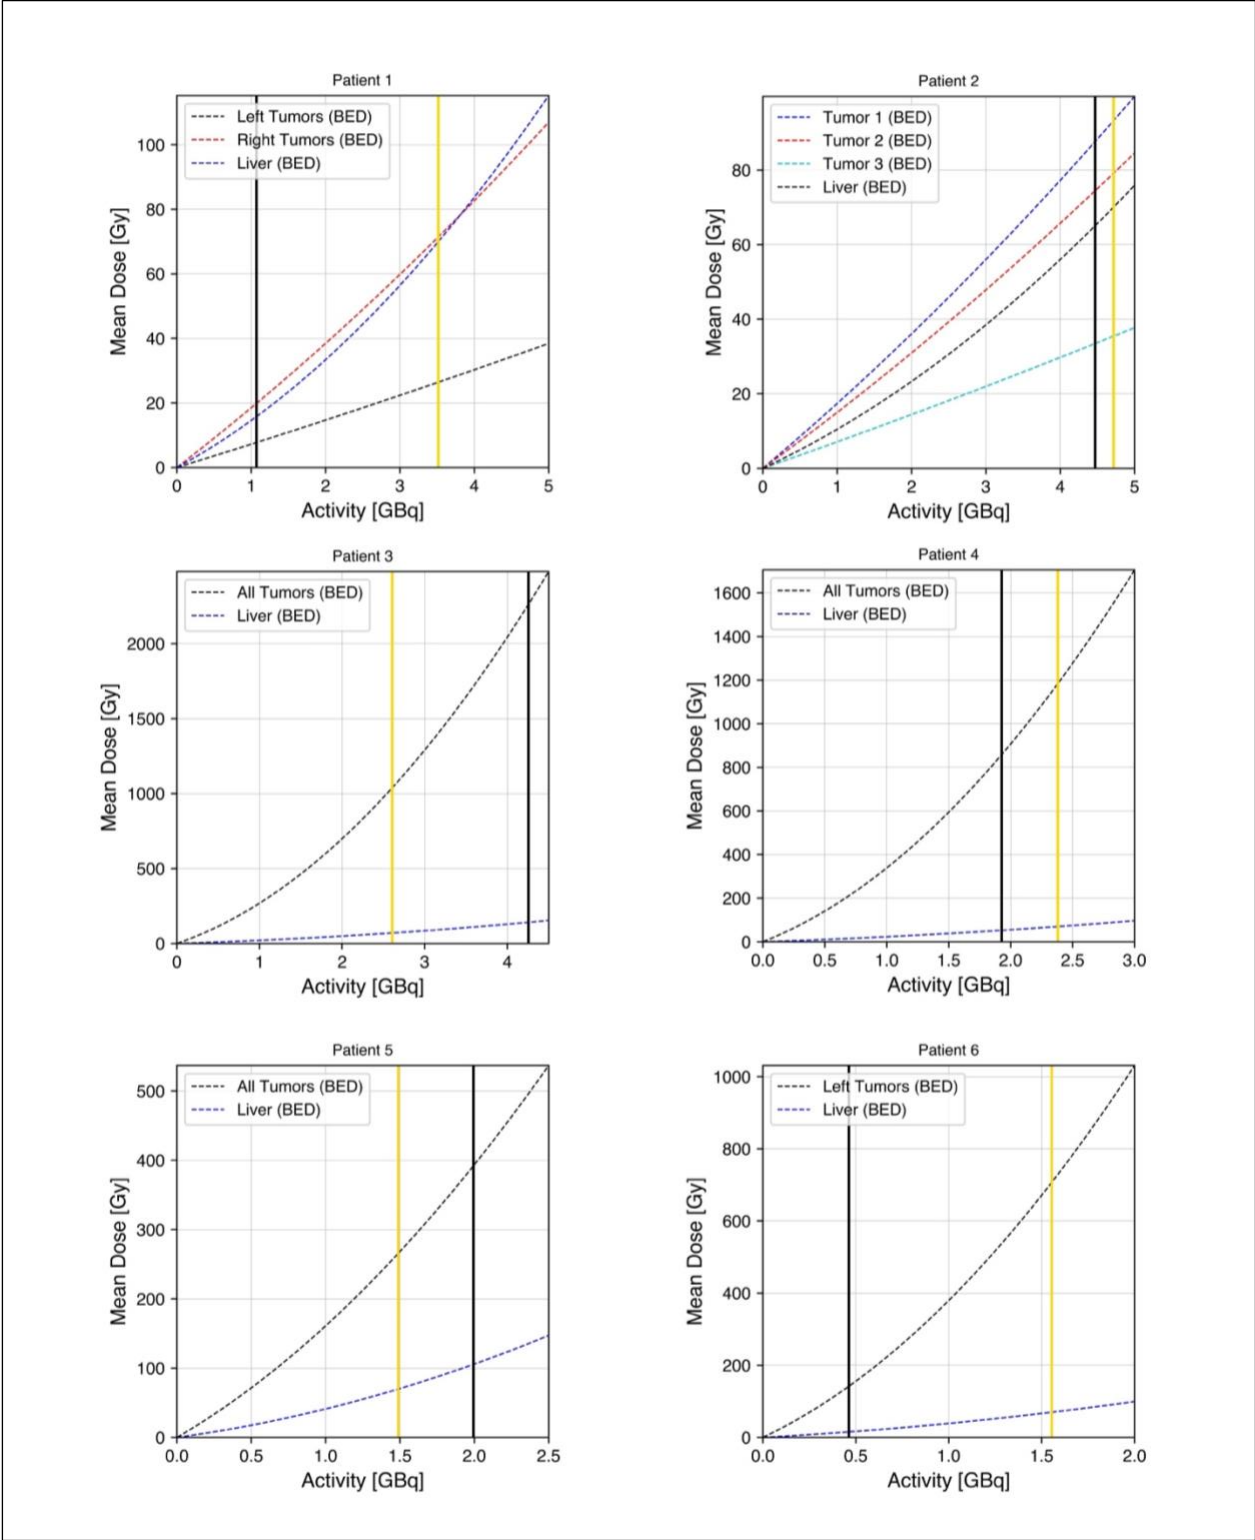 Patient 1
Left Tumors (BED)
Right Tumors (BED)
Liver (BED)
100
80
60
40
20
0
0 1 2 3 4 5
Mean Dose [Gy]
Activity [GBq]
Patient 2
Tumor 1 (BED)
Tumor 2 (BED)
Tumor 3 (BED)
Liver (BED)
80
60
40
20
0
0 1 2 3 4 5
Mean Dose [Gy]
Activity [GBq]
Patient 3
All Tumors (BED)
Liver (BED)
2000
1500
1000
500
0
0 1 2 3 4
Mean Dose [Gy]
Activity [GBq]
Patient 4
All Tumors (BED)
Liver (BED)
1600
1400
1200
1000
800
600
400
200
0
0.0 0.5 1.0 1.5 2.0 2.5 3.0
Mean Dose [Gy]
Activity [GBq]
Patient 5
All Tumors (BED)
Liver (BED)
500
400
300
200
100
0
0.0 0.5 1.0 1.5 2.0 2.5
Mean Dose [Gy]
Activity [GBq]
Patient 6
Left Tumors (BED)
Liver (BED)
1000
800
600
400
200
0
0.0 0.5 1.0 1.5 2.0
Mean Dose [Gy]
Activity [GBq]